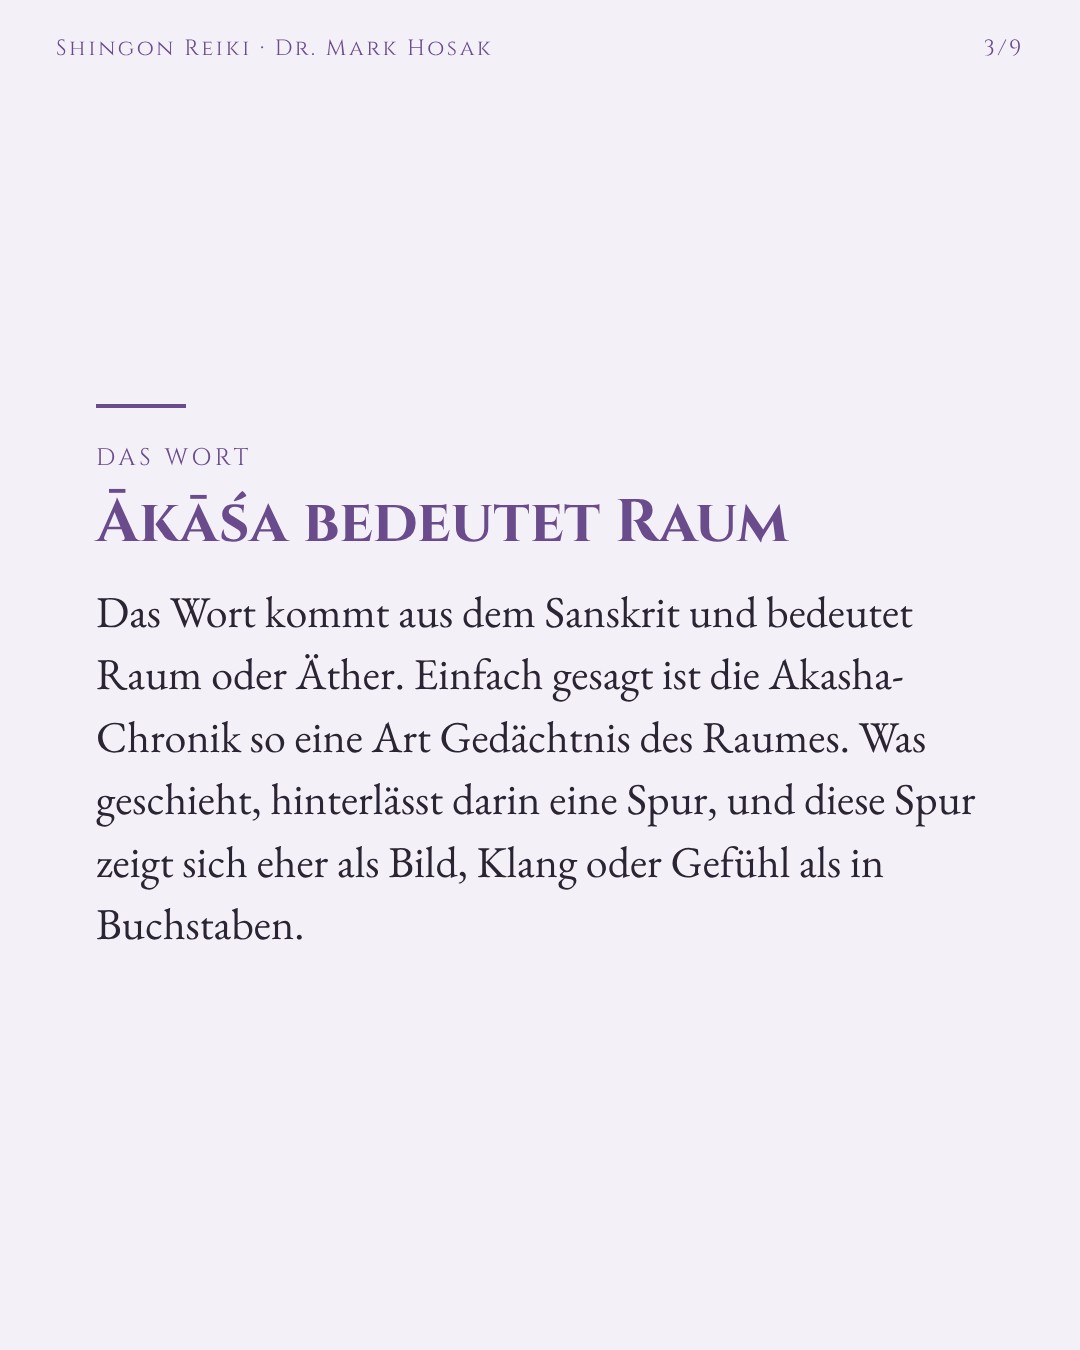 Shingon Reiki · Dr. Mark Hosak
3/9
DAS WORT
Ākāśa bedeutet Raum
Das Wort kommt aus dem Sanskrit und bedeutet
Raum oder Äther. Einfach gesagt ist die Akasha-
Chronik so eine Art Gedächtnis des Raumes. Was
geschieht, hinterlässt darin eine Spur, und diese Spur
zeigt sich eher als Bild, Klang oder Gefühl als in
Buchstaben.